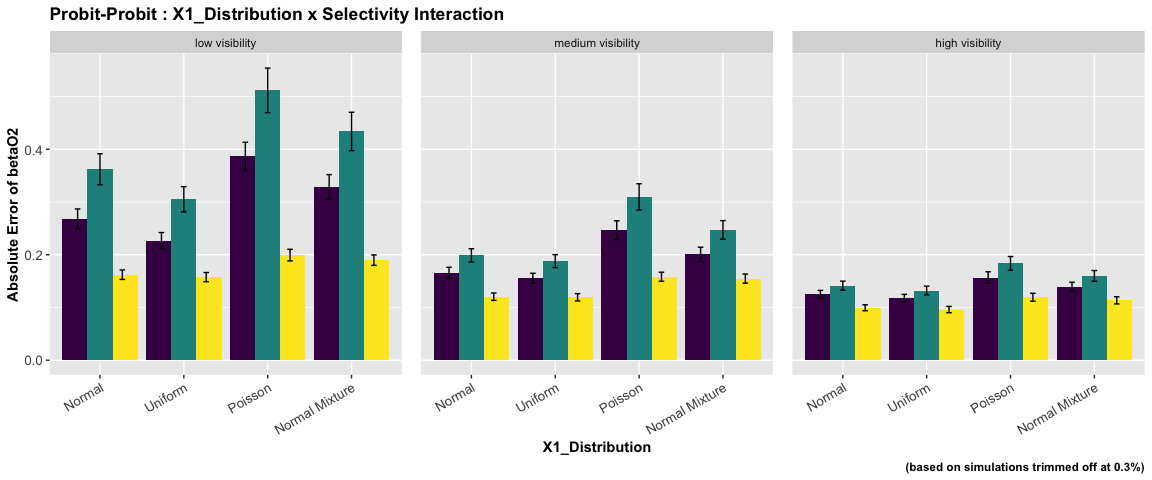 Probit-Probit : X1_Distribution x Selectivity Interaction
low visibility
medium visibility
high visibility
Absolute Error of betaO2
0.4
0.2
0.0
Normal
Uniform
Poisson
Normal Mixture
Normal
Uniform
Poisson
Normal Mixture
Normal
Uniform
Poisson
Normal Mixture
X1_Distribution
(based on simulations trimmed off at 0.3%)